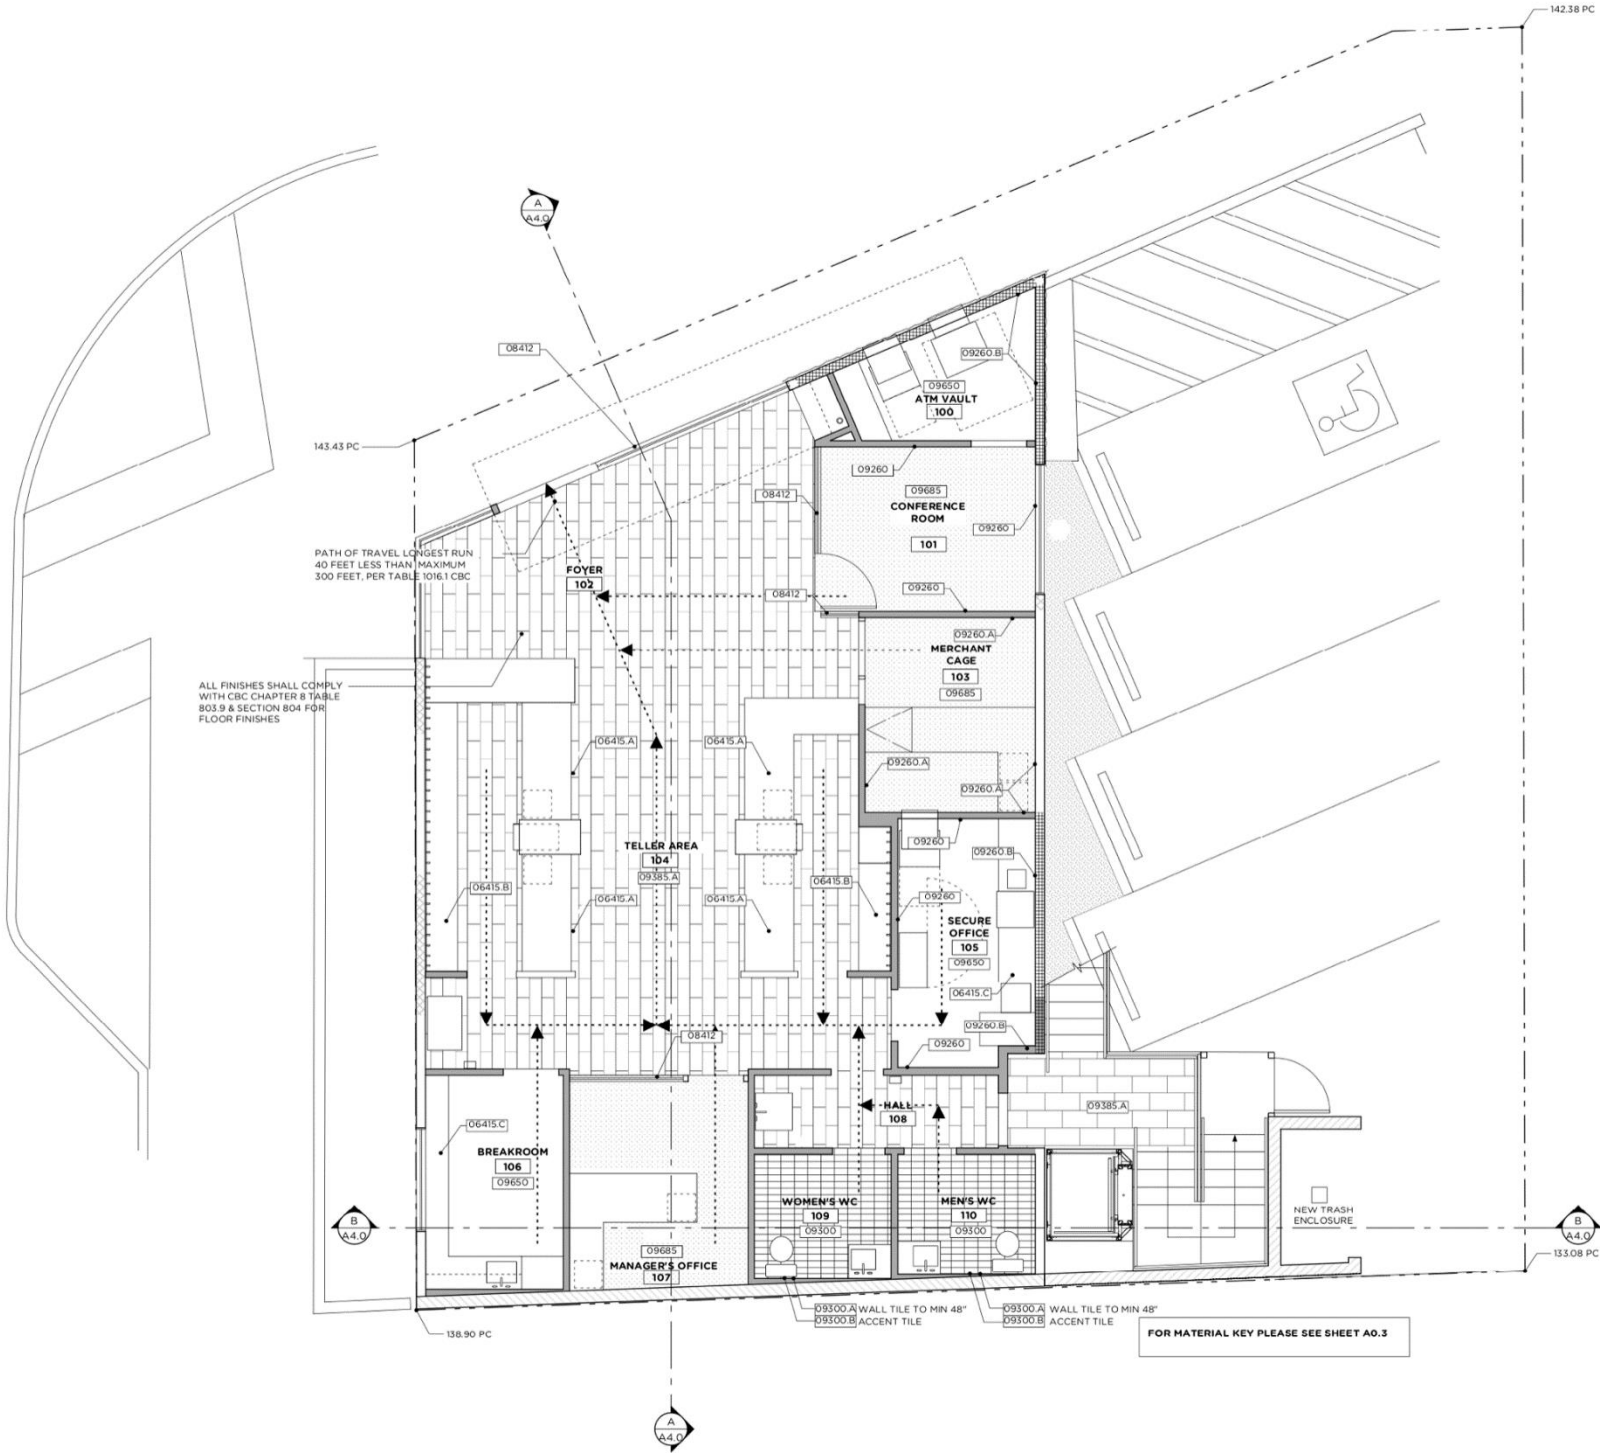 142.38 PC
A
A4.0
08412
09260.B
09650
ATM VAULT
100
143.43 PC
09260
09685
08412
CONFERENCE
ROOM
09260
101
PATH OF TRAVEL LONGEST RUN
40 FEET LESS THAN MAXIMUM
300 FEET, PER TABLE 1016.1 CBC
FOYER
102
09260
08412
09260.A
MERCHANT
CAGE
103
09685
ALL FINISHES SHALL COMPLY
WITH CBC CHAPTER 8 TABLE
803.9 & SECTION 804 FOR
FLOOR FINISHES
06415.A
06415.A
09260.A
09260.A
TELLER AREA
104
09385.A
09260
09260.B
06415.B
06415.B
06415.A
06415.A
09260
SECURE
OFFICE
105
09650
06415.C
09260.B
08412
09260
HALL
108
09385.A
06415.C
BREAKROOM
106
09650
WOMEN'S WC
109
09300
MEN'S WC
110
09300
NEW TRASH
ENCLOSURE
B
A4.0
B
A4.0
09685
MANAGER'S OFFICE
107
133.08 PC
09300.A WALL TILE TO MIN 48"
09300.B ACCENT TILE
09300.A WALL TILE TO MIN 48"
09300.B ACCENT TILE
138.90 PC
FOR MATERIAL KEY PLEASE SEE SHEET A0.3
A
A4.0